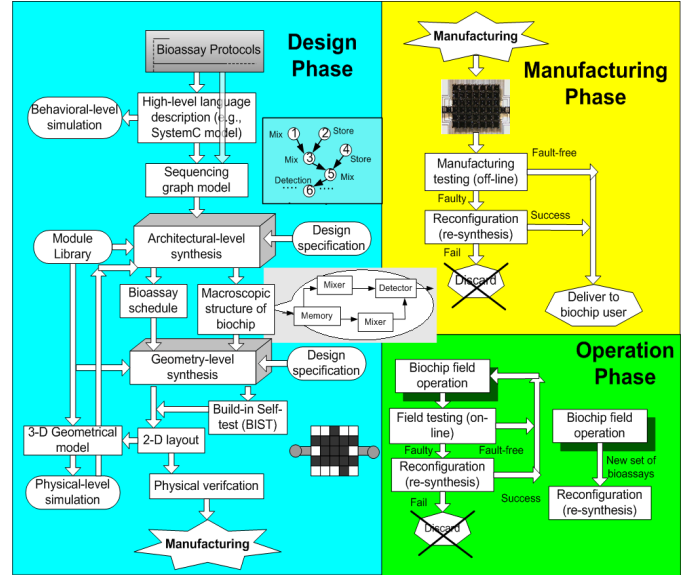 Design
Phase
Bioassay Protocols
Behavioral-level
simulation
High-level language
description (e.g.,
SystemC model)
Mix
1
2
Store
Mix
3
4
Store
5
Mix
Detection
6
Sequencing
graph model
Module
Library
Architectural-level
synthesis
Design
specification
Bioassay
schedule
Macroscopic
structure of
biochip
Mixer
Detector
Memory
Mixer
Geometry-level
synthesis
Design
specification
Build-in Self-
test (BIST)
3-D Geometrical
model
2-D layout
Physical-level
simulation
Physical verifcation
Manufacturing
Manufacturing
Manufacturing
Phase
Manufacturing
testing (off-line)
Fault-free
Faulty
Reconfiguration
(re-synthesis)
Success
Fail
Discard
Deliver to
biochip user
Operation
Phase
Biochip field
operation
Field testing (on-
line)
Faulty
Fault-free
Reconfiguration
(re-synthesis)
Fail
Success
Discard
Biochip field
operation
New set of
bioassays
Reconfiguration
(re-synthesis)